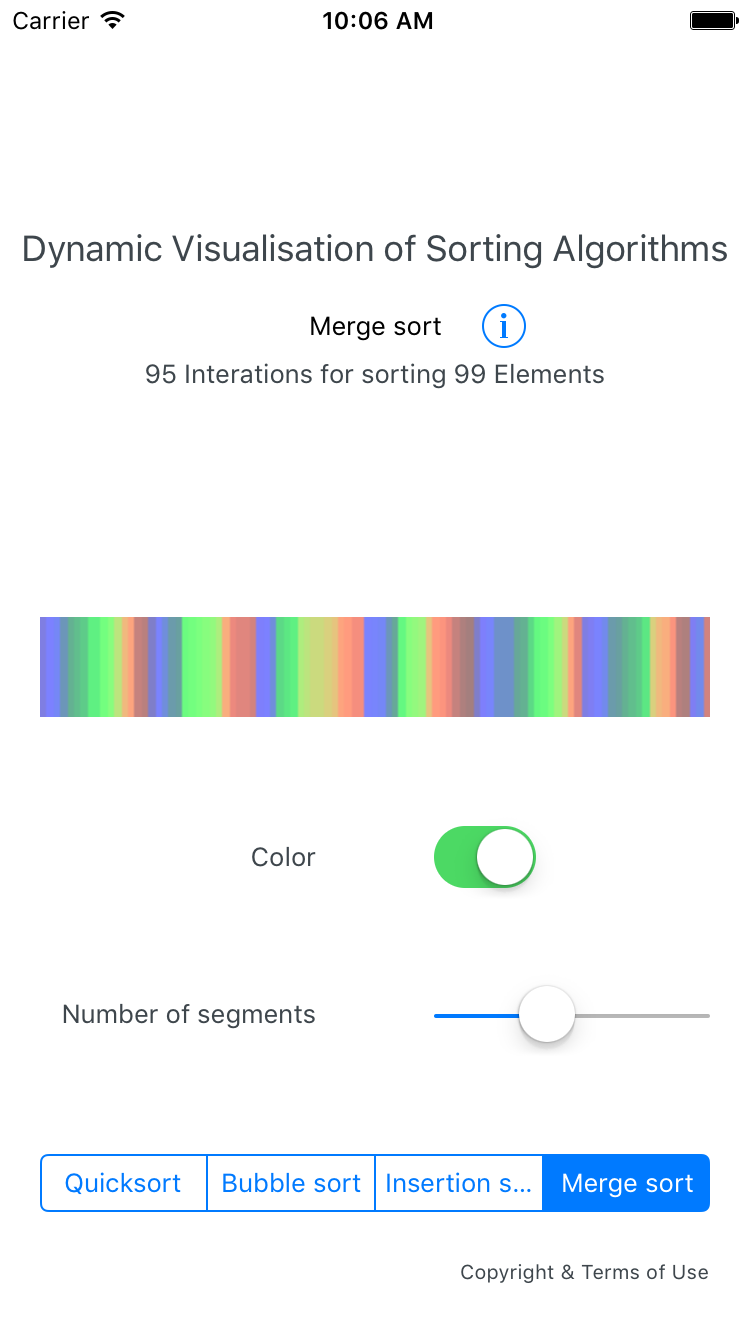 Carrier 10:06 AM
Dynamic Visualisation of Sorting Algorithms
Merge sort i
95 Interations for sorting 99 Elements
Color
Number of segments
Quicksort Bubble sort Insertion s... Merge sort
Copyright & Terms of Use